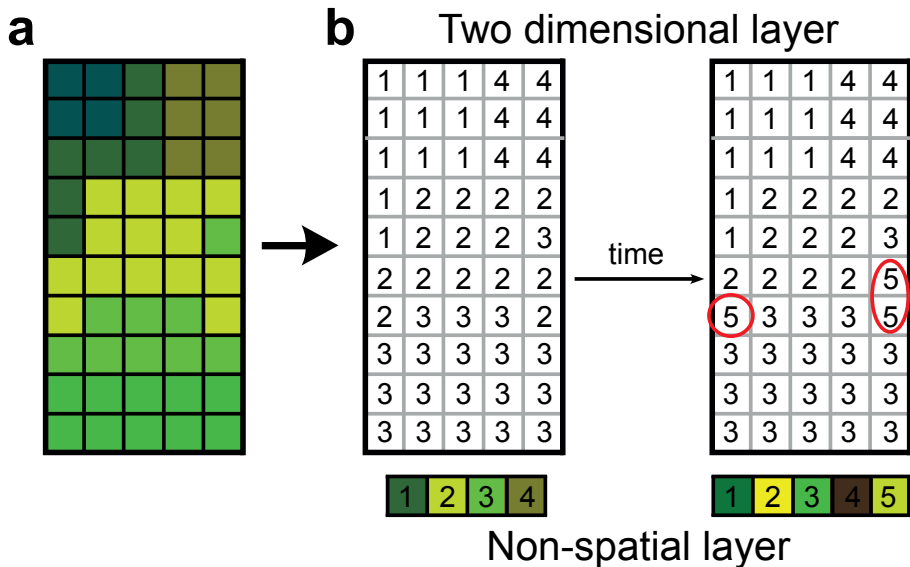 a
b
Two dimensional layer
1 1 1 4 4
1 1 1 4 4
1 1 1 4 4
1 2 2 2 2
1 2 2 2 3
2 2 2 2 2
2 3 3 3 2
3 3 3 3 3
3 3 3 3 3
3 3 3 3 3
time
1 1 1 4 4
1 1 1 4 4
1 1 1 4 4
1 2 2 2 2
1 2 2 2 3
2 2 2 2 5
5 3 3 3 5
3 3 3 3 3
3 3 3 3 3
3 3 3 3 3
1 2 3 4
1 2 3 4 5
Non-spatial layer